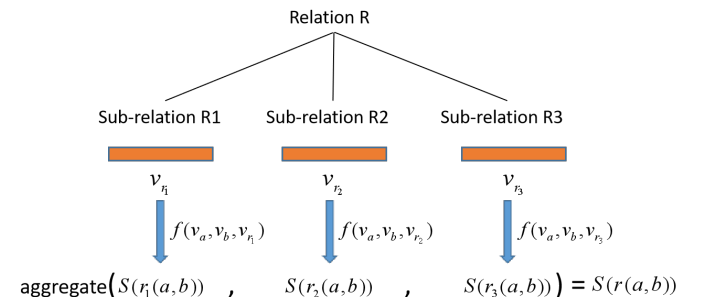 Relation R
Sub-relation R1 Sub-relation R2 Sub-relation R3
v_{r_1} v_{r_2} v_{r_3}
f(v_a,v_b,v_{r_1}) f(v_a,v_b,v_{r_2}) f(v_a,v_b,v_{r_3})
aggregate(S(r_1(a,b)) , S(r_2(a,b)) , S(r_3(a,b))) = S(r(a,b))